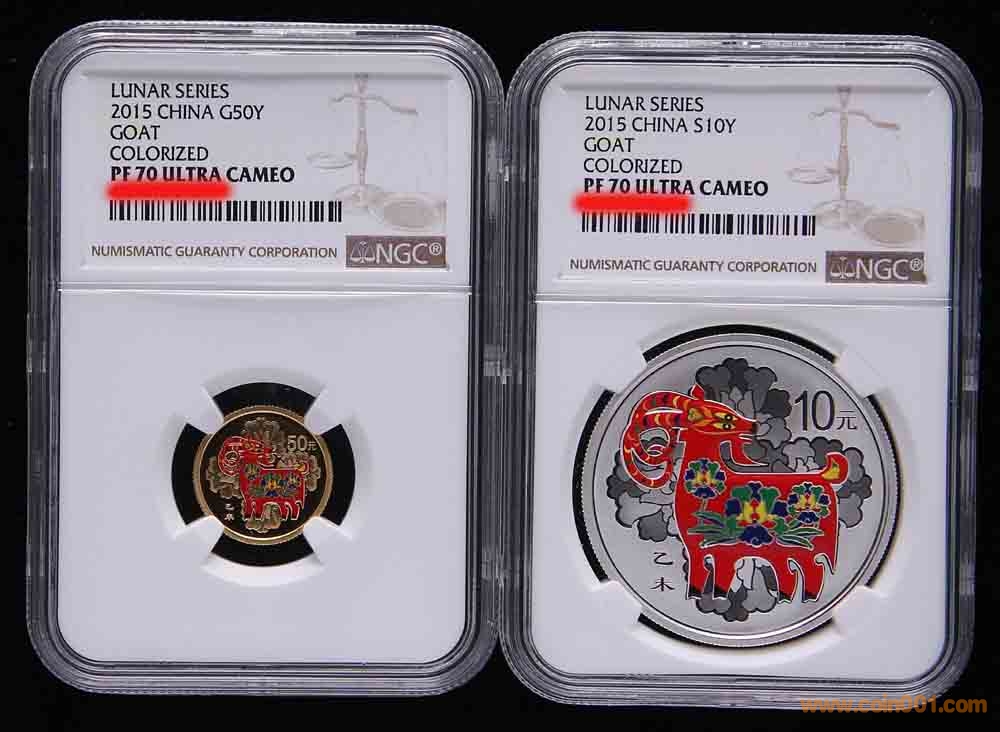 LUNAR SERIES
2015 CHINA G50Y
GOAT
COLORIZED
PF 70 ULTRA CAMEO
NUMISMATIC GUARANTY CORPORATION
NGC®
50元
乙
未
LUNAR SERIES
2015 CHINA S10Y
GOAT
COLORIZED
PF 70 ULTRA CAMEO
NUMISMATIC GUARANTY CORPORATION
NGC®
10元
乙
未
www.coin001.com